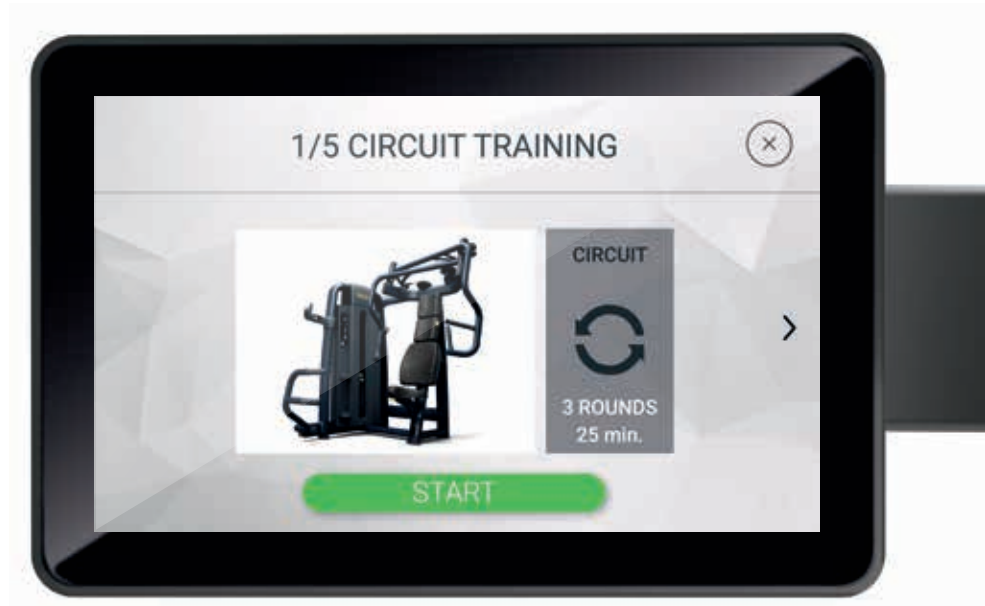 1/5 CIRCUIT TRAINING
CIRCUIT
3 ROUNDS
25 min.
START